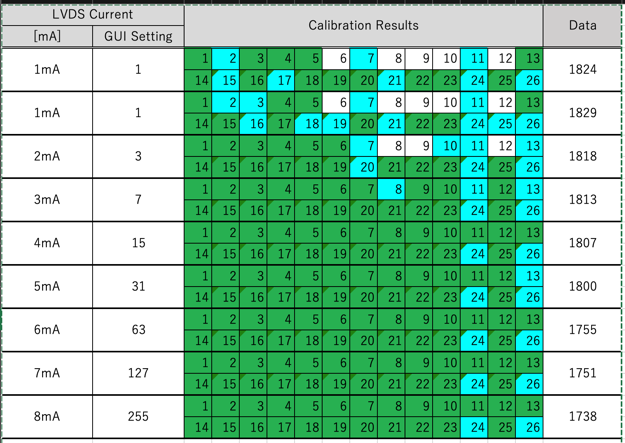 LVDS Current Calibration Results Data
[mA] GUI Setting
1 2 3 4 5 6 7 8 9 10 11 12 13
1mA 1 1824
14 15 16 17 18 19 20 21 22 23 24 25 26
1 2 3 4 5 6 7 8 9 10 11 12 13
1mA 1 1829
14 15 16 17 18 19 20 21 22 23 24 25 26
1 2 3 4 5 6 7 8 9 10 11 12 13
2mA 3 1818
14 15 16 17 18 19 20 21 22 23 24 25 26
1 2 3 4 5 6 7 8 9 10 11 12 13
3mA 7 1813
14 15 16 17 18 19 20 21 22 23 24 25 26
1 2 3 4 5 6 7 8 9 10 11 12 13
4mA 15 1807
14 15 16 17 18 19 20 21 22 23 24 25 26
1 2 3 4 5 6 7 8 9 10 11 12 13
5mA 31 1800
14 15 16 17 18 19 20 21 22 23 24 25 26
1 2 3 4 5 6 7 8 9 10 11 12 13
6mA 63 1755
14 15 16 17 18 19 20 21 22 23 24 25 26
1 2 3 4 5 6 7 8 9 10 11 12 13
7mA 127 1751
14 15 16 17 18 19 20 21 22 23 24 25 26
1 2 3 4 5 6 7 8 9 10 11 12 13
8mA 255 1738
14 15 16 17 18 19 20 21 22 23 24 25 26